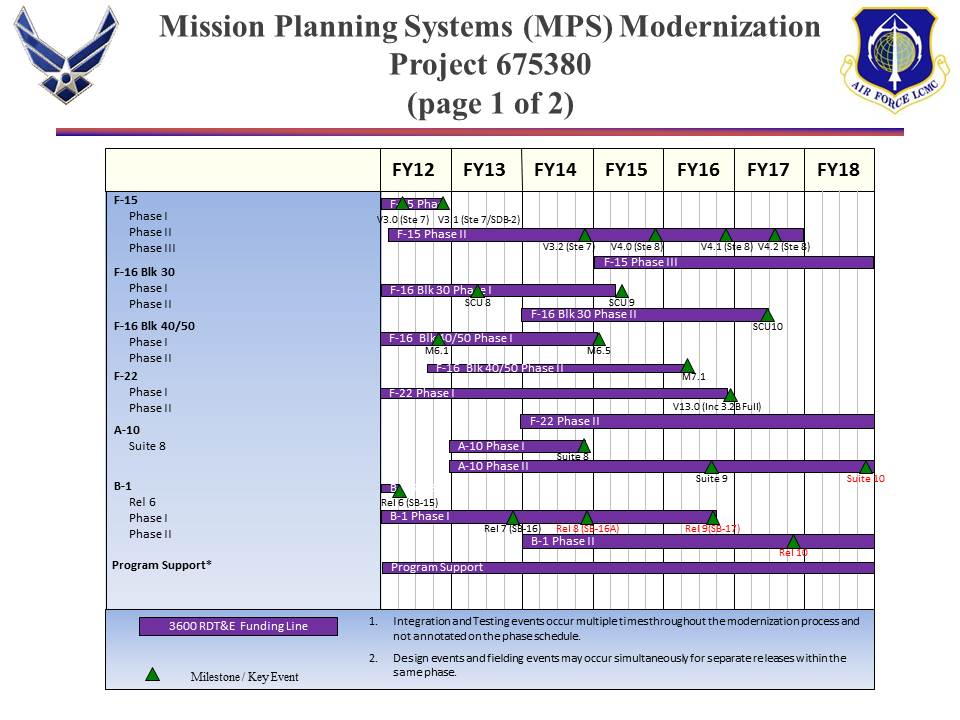 Mission Planning Systems (MPS) Modernization
Project 675380
(page 1 of 2)
AIR FORCE LCMC
FY12 FY13 FY14 FY15 FY16 FY17 FY18
F-15
Phase I
Phase II
Phase III
F-15 Pha
V3.0 (Ste 7) V3.1 (Ste 7/SDB-2)
F-15 Phase II
V3.2 (Ste 7) V4.0 (Ste 8) V4.1 (Ste 8) V4.2 (Ste 8)
F-15 Phase III
F-16 Blk 30
Phase I
Phase II
F-16 Blk 30 Phase I
SCU 8 SCU 9
F-16 Blk 30 Phase II
SCU10
F-16 Blk 40/50
Phase I
Phase II
F-16 Blk 40/50 Phase I
M6.1 M6.5
F-16 Blk 40/50 Phase II
M7.1
F-22
Phase I
Phase II
F-22 Phase I
V13.0 (Inc 3.2B Full)
F-22 Phase II
A-10
Suite 8
A-10 Phase I
Suite 8
A-10 Phase II
Suite 9 Suite 10
B-1
Rel 6
Phase I
Phase II
Rel 6 (SB-15)
B-1 Phase I
Rel 7 (SB-16) Rel 8 (SB-16A) Rel 9(SB-17)
B-1 Phase II
Rel 10
Program Support*
Program Support
3600 RDT&E Funding Line
Milestone / Key Event
1. Integration and Testing events occur multiple times throughout the modernization process and
not annotated on the phase schedule.
2. Design events and fielding events may occur simultaneously for separate releases within the
same phase.